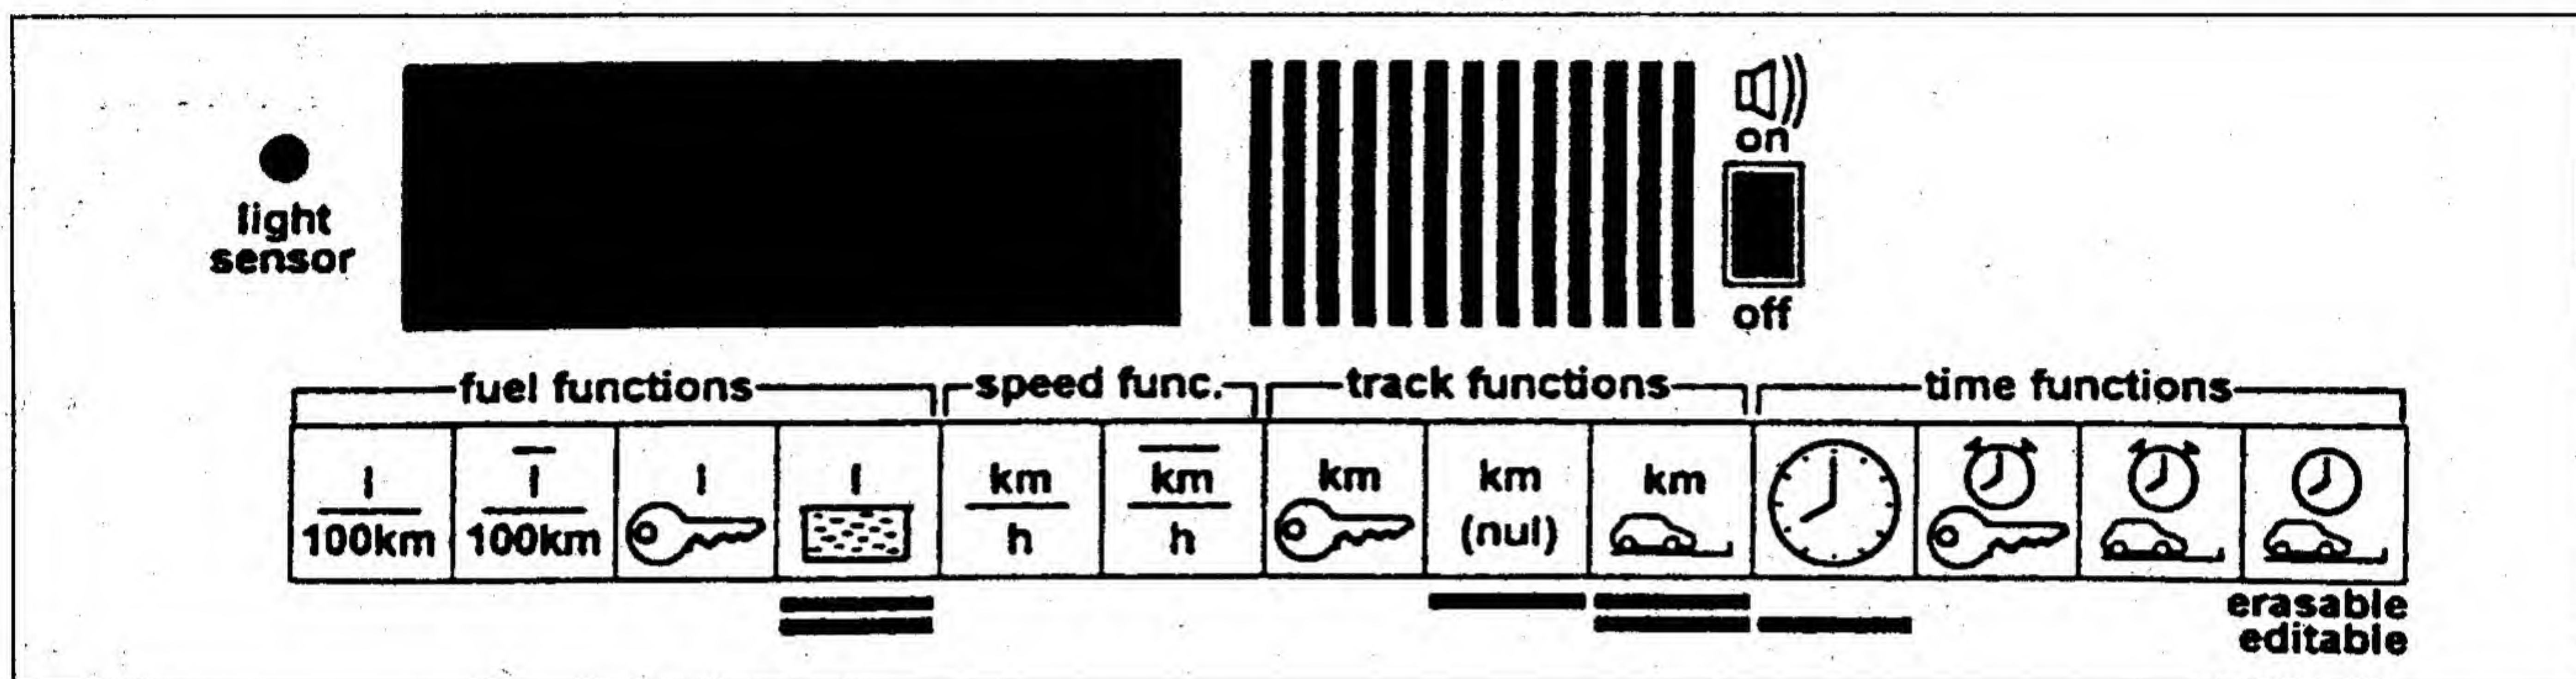 on
light
sensor
off
fuel functions
speed func.
track functions
time functions
l
100km
l
100km
l
l
km
h
km
h
km
km
(nul)
km
erasable
editable